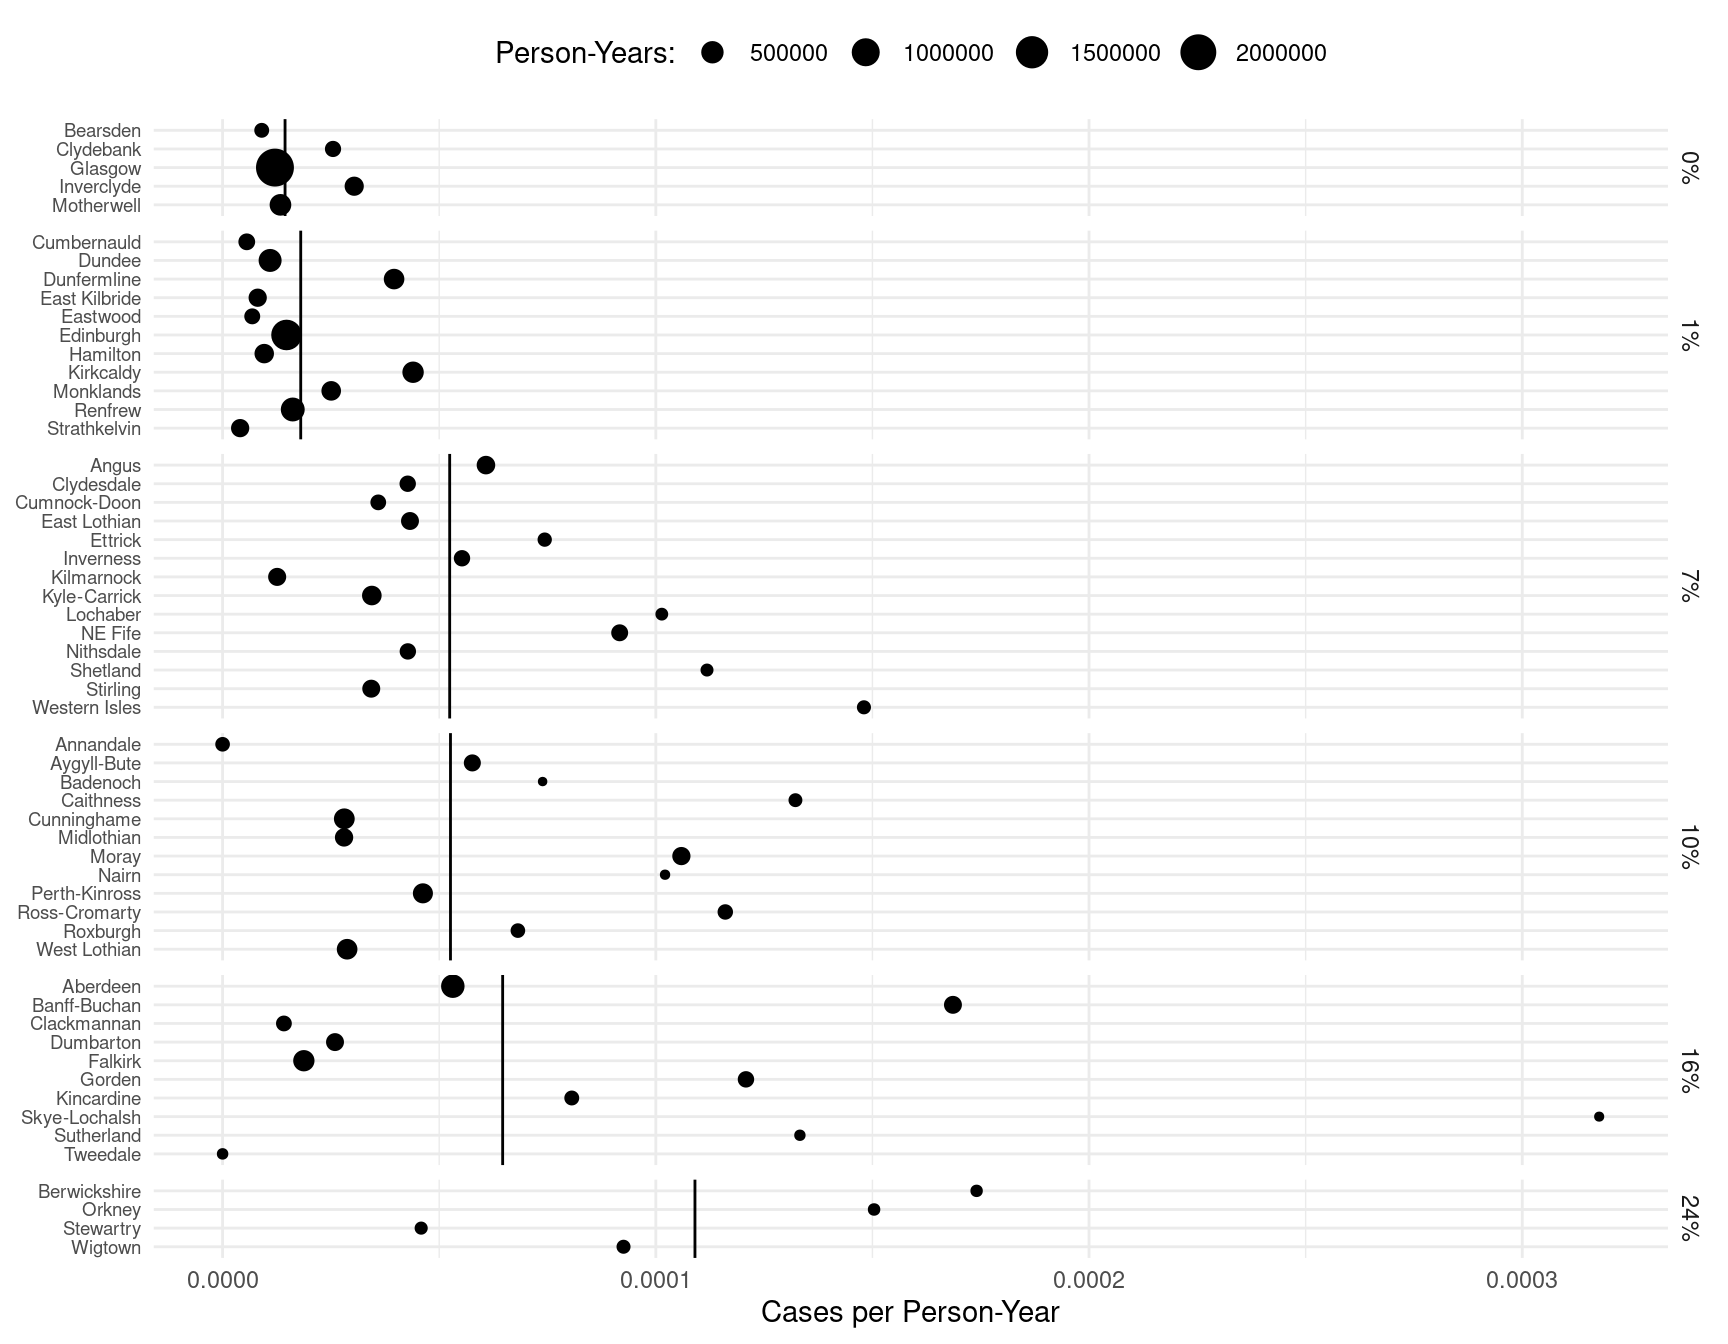 Person-Years: 500000 1000000 1500000 2000000
Bearsden
Clydebank
Glasgow
Inverclyde
Motherwell
0%
Cumbernauld
Dundee
Dunfermline
East Kilbride
Eastwood
Edinburgh
Hamilton
Kirkcaldy
Monklands
Renfrew
Strathkelvin
1%
Angus
Clydesdale
Cumnock-Doon
East Lothian
Ettrick
Inverness
Kilmarnock
Kyle-Carrick
Lochaber
NE Fife
Nithsdale
Shetland
Stirling
Western Isles
7%
Annandale
Aygyll-Bute
Badenoch
Caithness
Cunninghame
Midlothian
Moray
Nairn
Perth-Kinross
Ross-Cromarty
Roxburgh
West Lothian
10%
Aberdeen
Banff-Buchan
Clackmannan
Dumbarton
Falkirk
Gorden
Kincardine
Skye-Lochalsh
Sutherland
Tweedale
16%
Berwickshire
Orkney
Stewartry
Wigtown
24%
0.0000 0.0001 0.0002 0.0003
Cases per Person-Year